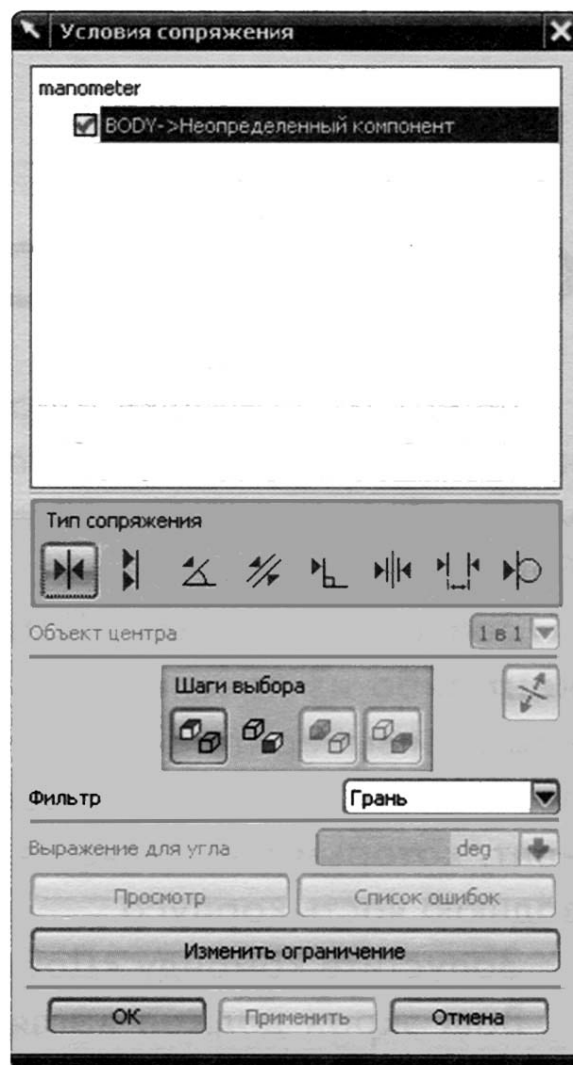 Условия сопряжения
manometer
BODY->Неопределенный компонент
Тип сопряжения
Объект центра 1 в 1
Шаги выбора
Фильтр Грань
Выражение для угла deg
Просмотр Список ошибок
Изменить ограничение
ОК Применить Отмена